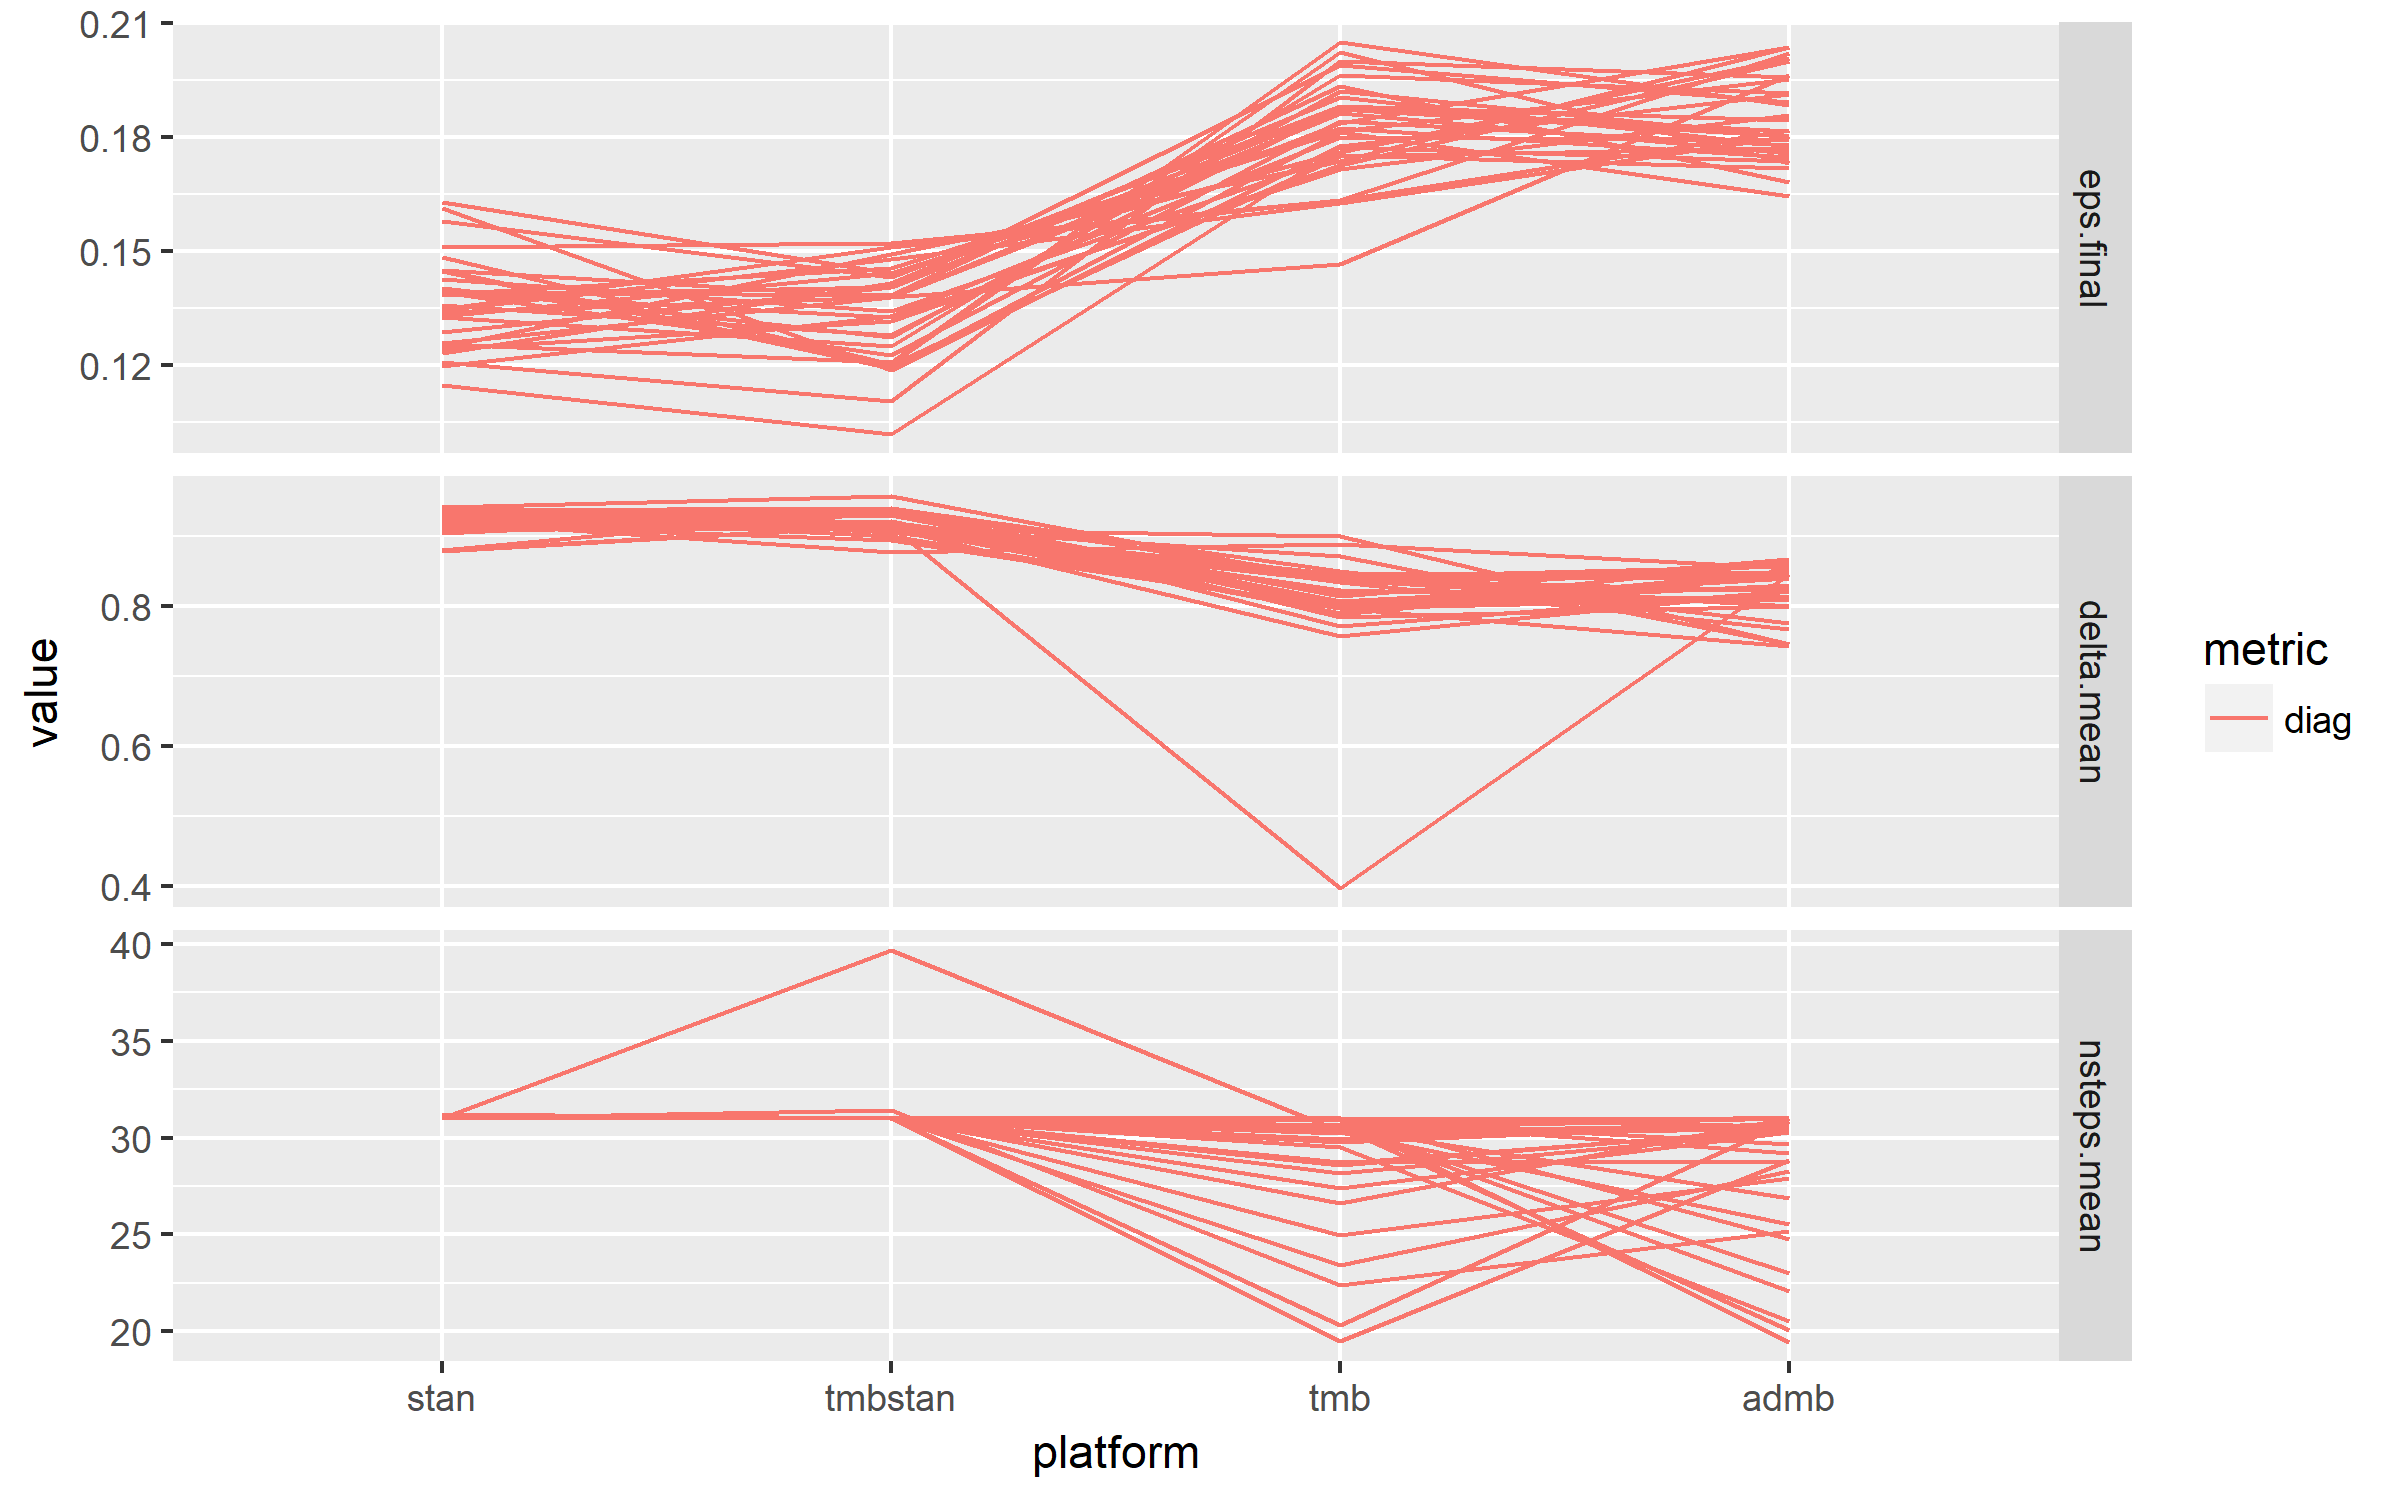 0.21
0.18
0.15
0.12
eps.final
0.8
0.6
0.4
delta.mean
40
35
30
25
20
nsteps.mean
stan tmbstan tmb admb
platform
value
metric
diag